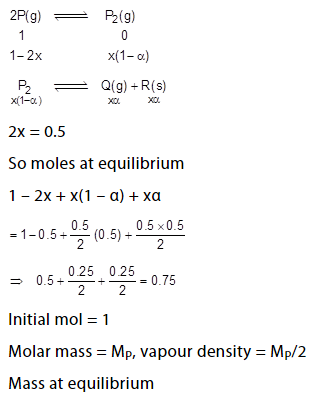 2P(g) ⇌ P₂(g)
1 0
1– 2x x(1– α)
P₂ ⇌ Q(g) + R(s)
x(1–α) xα xα
2x = 0.5
So moles at equilibrium
1 – 2x + x(1 – α) + xα
= 1 – 0.5 + 0.5/2 (0.5) + 0.5 × 0.5/2
⇒ 0.5 + 0.25/2 + 0.25/2 = 0.75
Initial mol = 1
Molar mass = Mₚ, vapour density = Mₚ/2
Mass at equilibrium